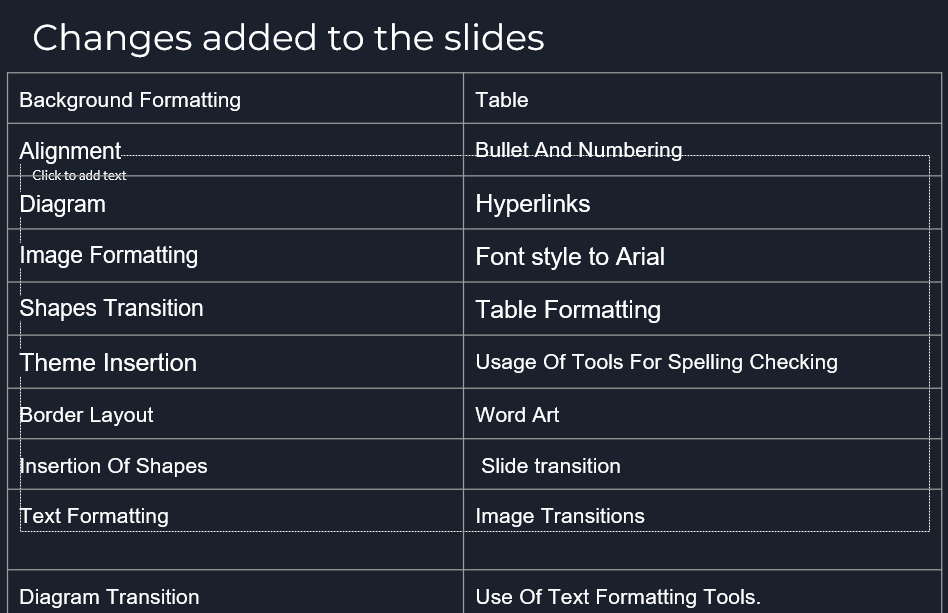 Changes added to the slides
Background Formatting
Table
Alignment
Bullet And Numbering
Click to add text
Diagram
Hyperlinks
Image Formatting
Font style to Arial
Shapes Transition
Table Formatting
Theme Insertion
Usage Of Tools For Spelling Checking
Border Layout
Word Art
Insertion Of Shapes
Slide transition
Text Formatting
Image Transitions
Diagram Transition
Use Of Text Formatting Tools.